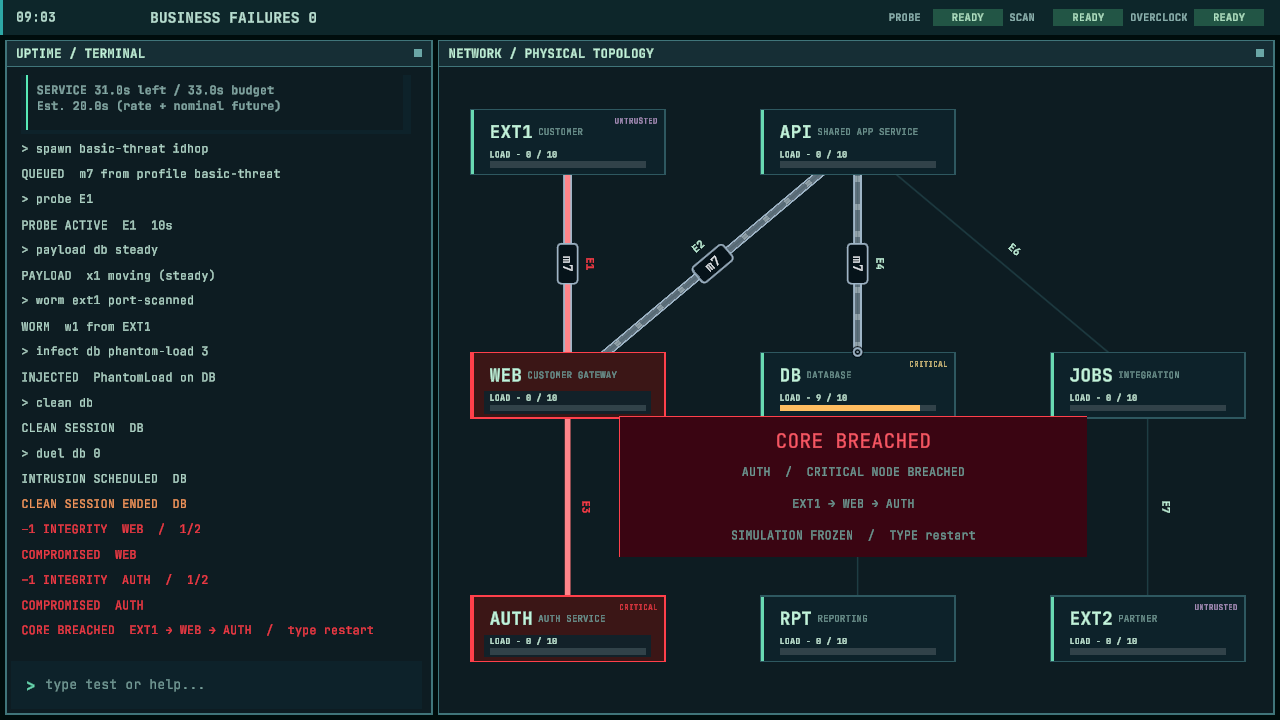 09:03
BUSINESS FAILURES 0
PROBE READY SCAN READY OVERCLOCK READY
UPTIME / TERMINAL
SERVICE 31.0s left / 33.0s budget
Est. 20.0s (rate + nominal future)
> spawn basic-threat idhop
QUEUED  m7 from profile basic-threat
> probe E1
PROBE ACTIVE  E1  10s
> payload db steady
PAYLOAD  x1 moving (steady)
> worm ext1 port-scanned
WORM  w1 from EXT1
> infect db phantom-load 3
INJECTED  PhantomLoad on DB
> clean db
CLEAN SESSION  DB
> duel db 0
INTRUSION SCHEDULED  DB
CLEAN SESSION ENDED  DB
−1 INTEGRITY  WEB  /  1/2
COMPROMISED  WEB
−1 INTEGRITY  AUTH  /  1/2
COMPROMISED  AUTH
CORE BREACHED  EXT1 → WEB → AUTH  /  type restart
> type test or help...
NETWORK / PHYSICAL TOPOLOGY
UNTRUSTED
EXT1 CUSTOMER
LOAD - 0 / 10
API SHARED APP SERVICE
LOAD - 0 / 10
m7
E1
E2
m7
m7
E4
E6
WEB CUSTOMER GATEWAY
LOAD - 0 / 10
CRITICAL
DB DATABASE
LOAD - 9 / 10
JOBS INTEGRATION
LOAD - 0 / 10
CORE BREACHED
AUTH  /  CRITICAL NODE BREACHED
EXT1 → WEB → AUTH
SIMULATION FROZEN  /  TYPE restart
E3
E7
CRITICAL
AUTH AUTH SERVICE
LOAD - 0 / 10
RPT REPORTING
LOAD - 0 / 10
UNTRUSTED
EXT2 PARTNER
LOAD - 0 / 10